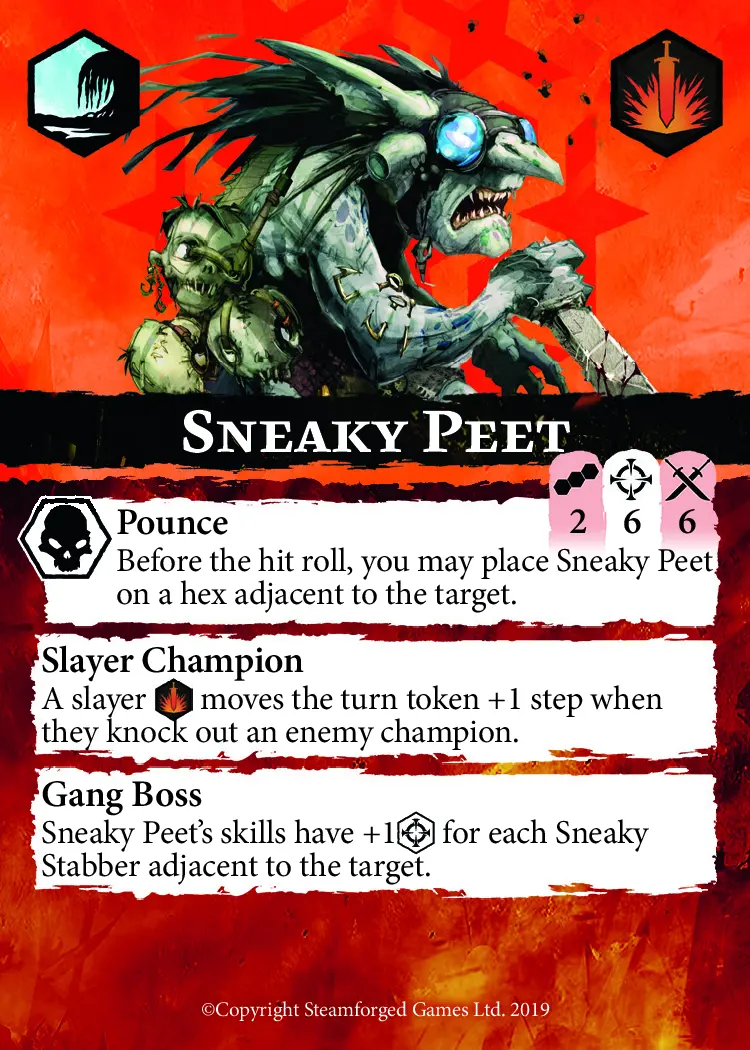 Sneaky Peet
Pounce
2 6 6
Before the hit roll, you may place Sneaky Peet
on a hex adjacent to the target.
Slayer Champion
A slayer moves the turn token +1 step when
they knock out an enemy champion.
Gang Boss
Sneaky Peet's skills have +1 for each Sneaky
Stabber adjacent to the target.
©Copyright Steamforged Games Ltd. 2019